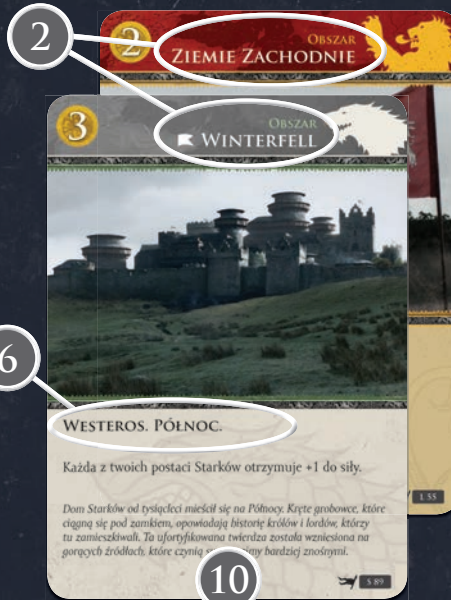 2
2
OBSZAR
ZIEMIE ZACHODNIE
3
OBSZAR
WINTERFELL
6
WESTEROS. PÓŁNOC.
Każda z twoich postaci Starków otrzymuje +1 do siły.
Dom Starków od tysiącleci mieścił się na Północy. Kręte grobowce, które
ciągną się pod zamkiem, opowiadają historię królów i lordów, którzy
tu zamieszkiwali. Ta ufortyfikowana twierdza została wzniesiona na
gorących źródłach, które czynią bardziej znośnymi.
10
S 89
L 55